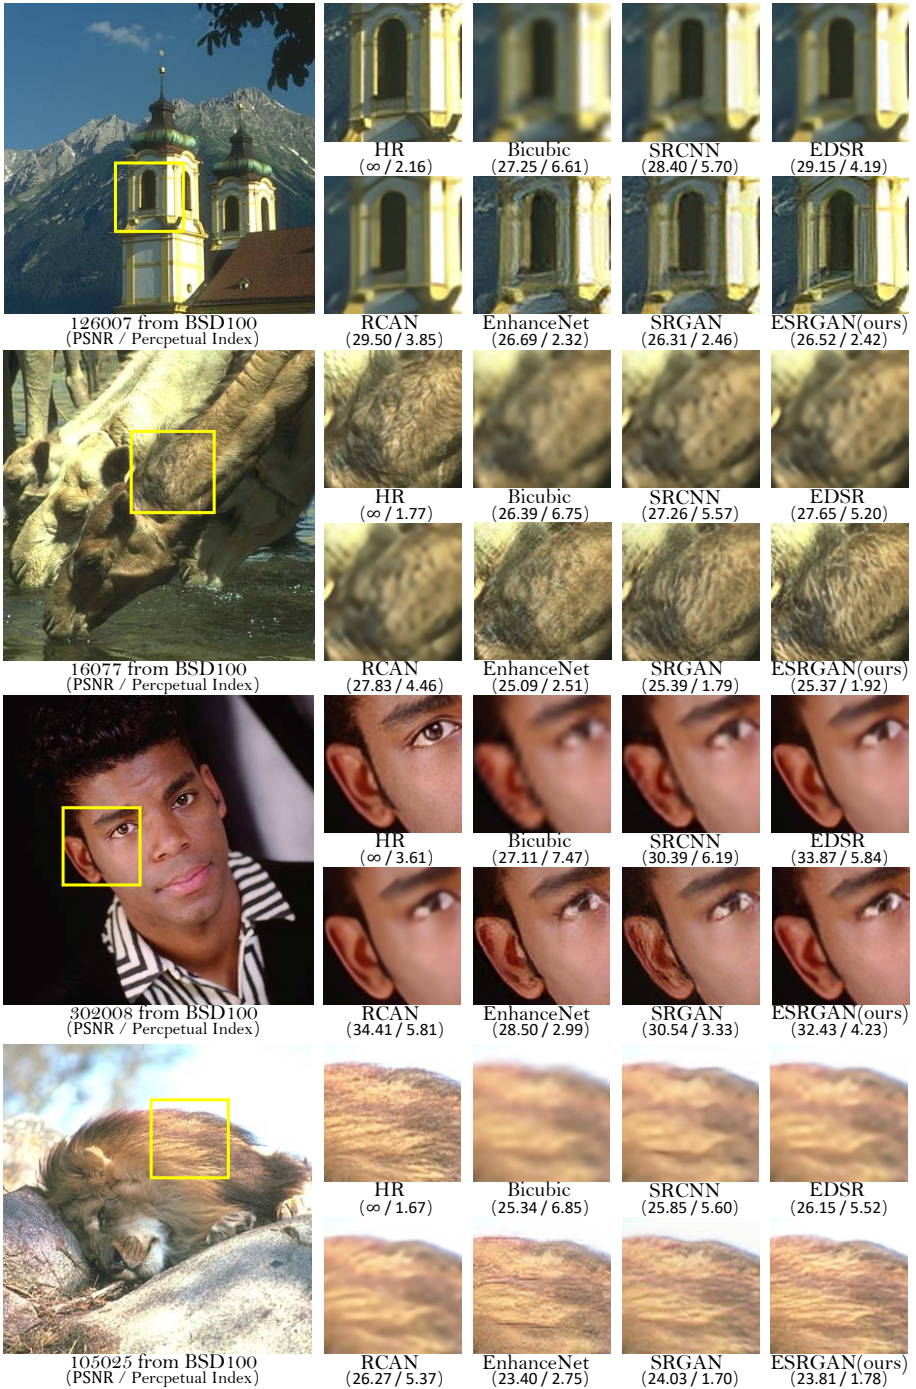 HR Bicubic SRCNN EDSR
(∞ / 2.16) (27.25 / 6.61) (28.40 / 5.70) (29.15 / 4.19)
126007 from BSD100 RCAN EnhanceNet SRGAN ESRGAN(ours)
(PSNR / Percpetual Index) (29.50 / 3.85) (26.69 / 2.32) (26.31 / 2.46) (26.52 / 2.42)
HR Bicubic SRCNN EDSR
(∞ / 1.77) (26.39 / 6.75) (27.26 / 5.57) (27.65 / 5.20)
16077 from BSD100 RCAN EnhanceNet SRGAN ESRGAN(ours)
(PSNR / Percpetual Index) (27.83 / 4.46) (25.09 / 2.51) (25.39 / 1.79) (25.37 / 1.92)
HR Bicubic SRCNN EDSR
(∞ / 3.61) (27.11 / 7.47) (30.39 / 6.19) (33.87 / 5.84)
302008 from BSD100 RCAN EnhanceNet SRGAN ESRGAN(ours)
(PSNR / Percpetual Index) (34.41 / 5.81) (28.50 / 2.99) (30.54 / 3.33) (32.43 / 4.23)
HR Bicubic SRCNN EDSR
(∞ / 1.67) (25.34 / 6.85) (25.85 / 5.60) (26.15 / 5.52)
105025 from BSD100 RCAN EnhanceNet SRGAN ESRGAN(ours)
(PSNR / Percpetual Index) (26.27 / 5.37) (23.40 / 2.75) (24.03 / 1.70) (23.81 / 1.78)